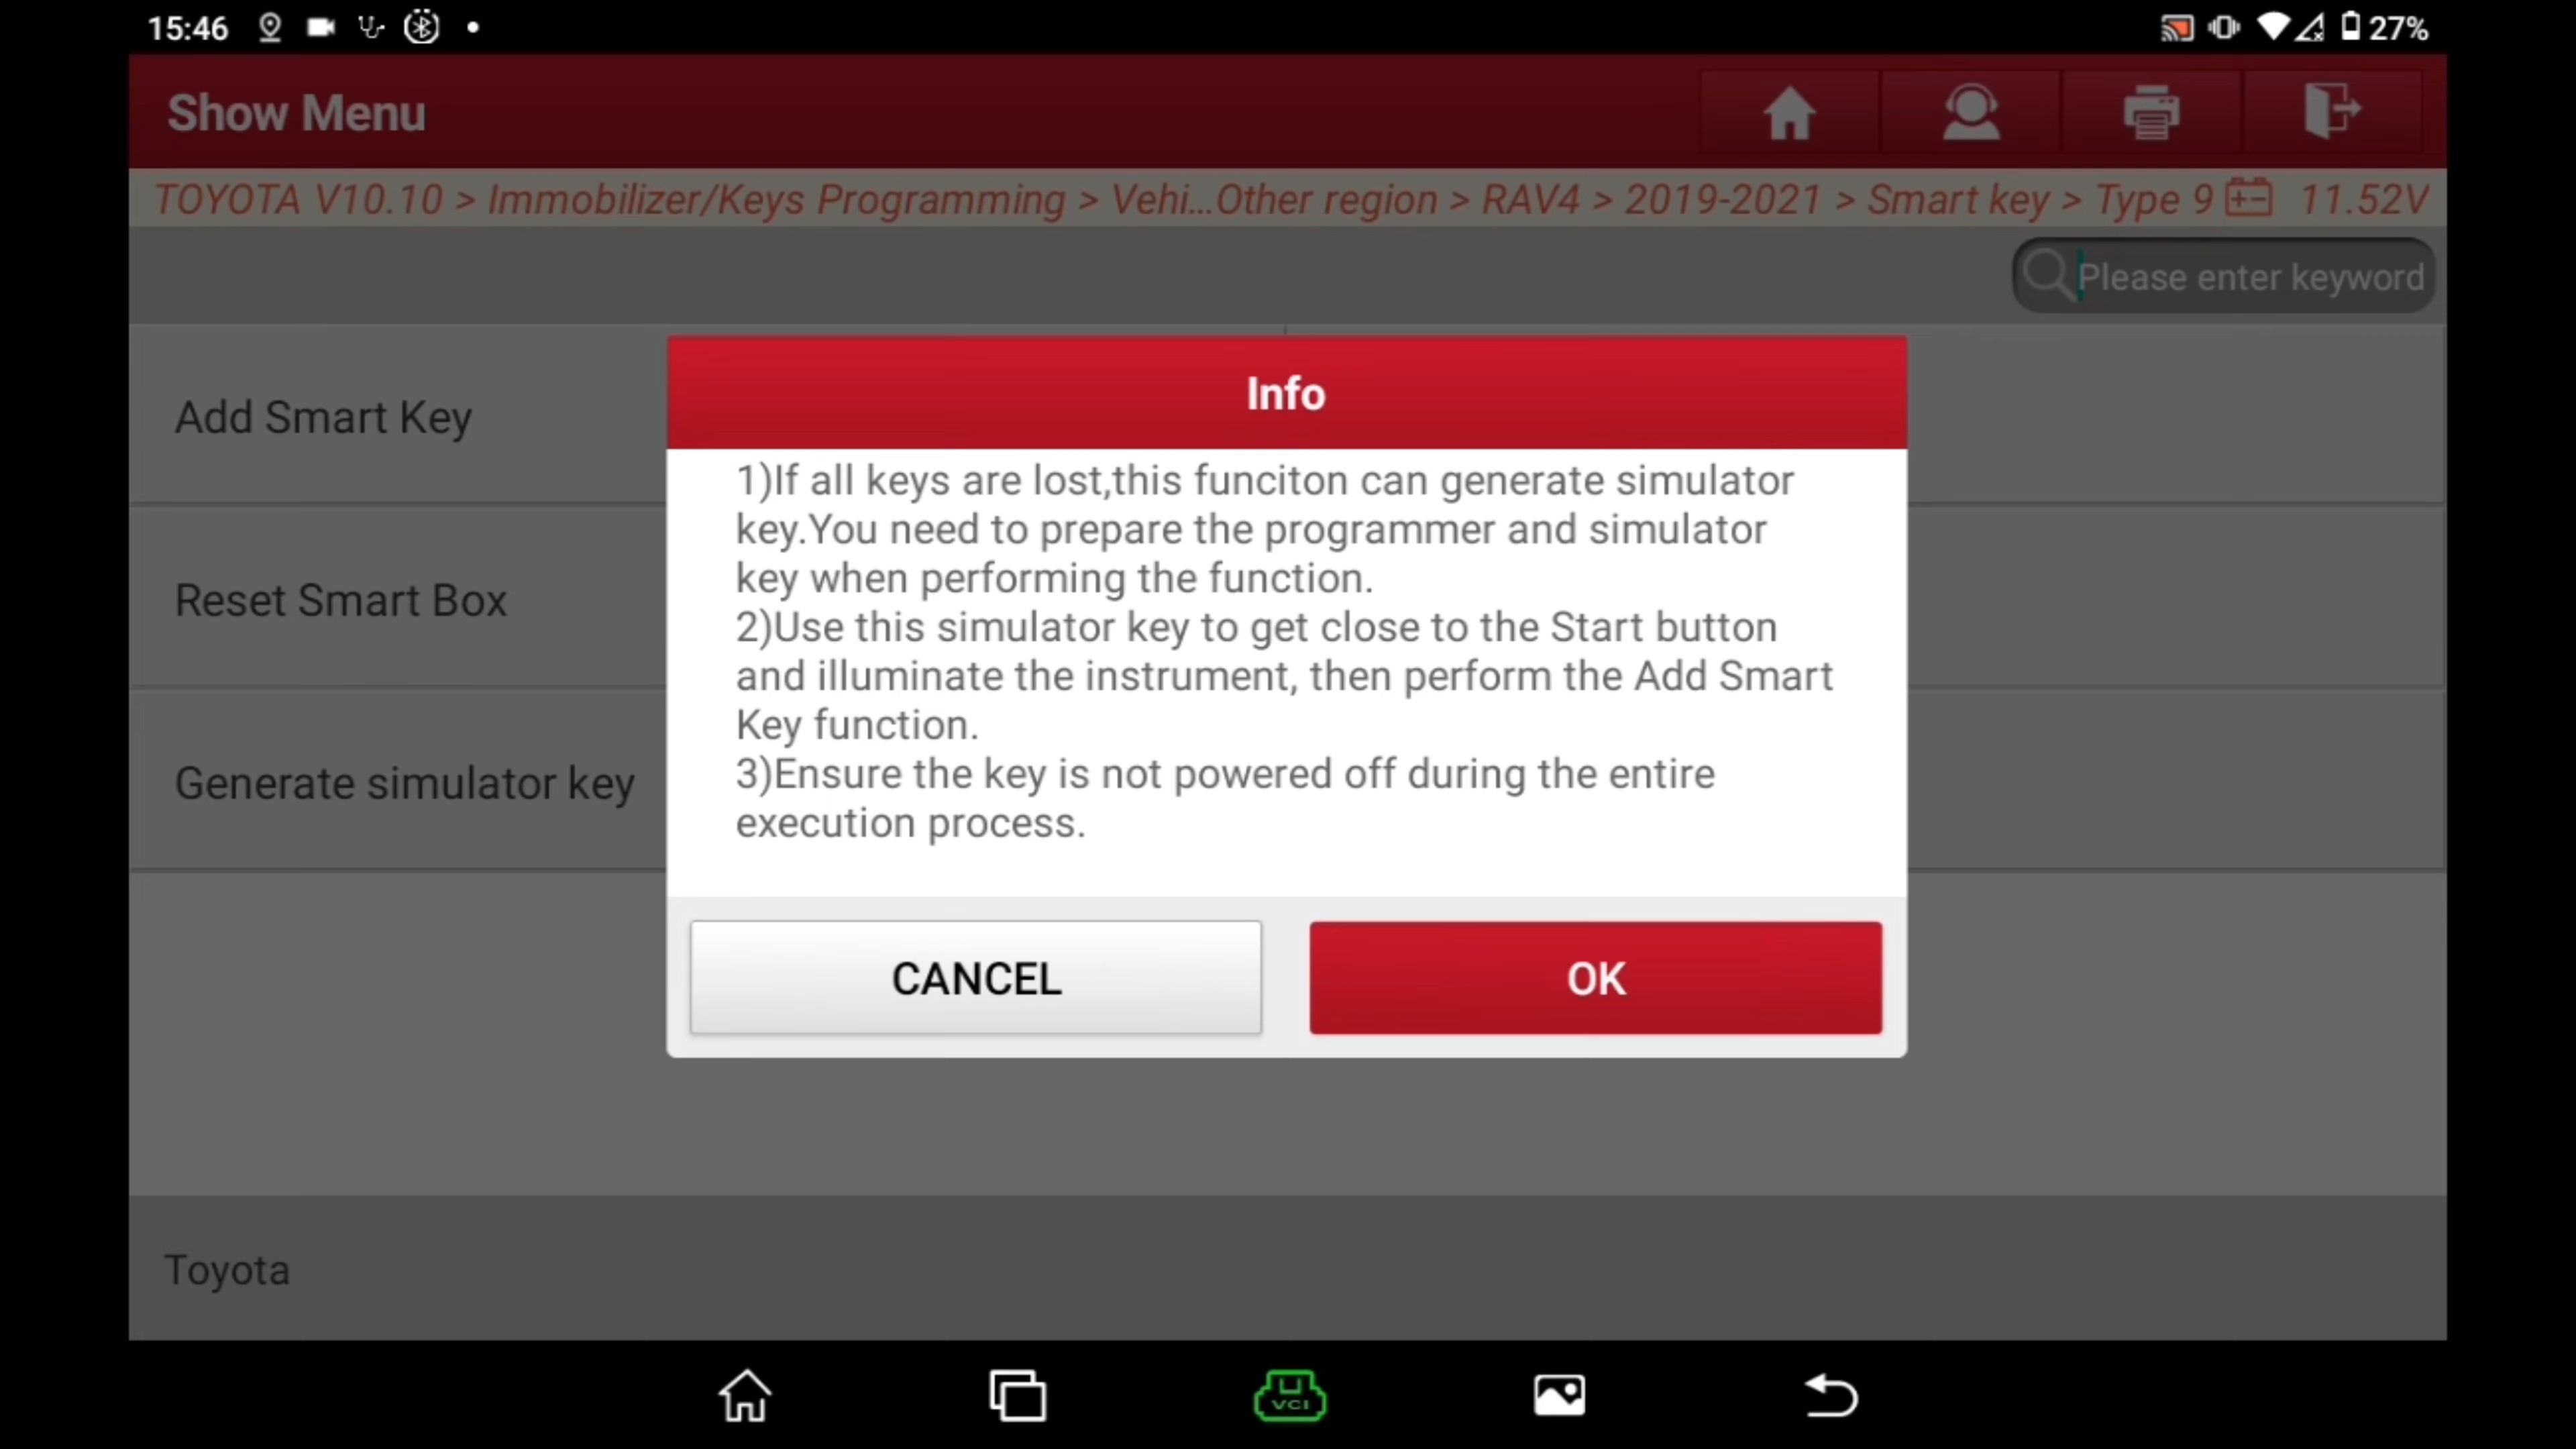 15:46
27%
Show Menu
TOYOTA V10.10 > Immobilizer/Keys Programming > Vehi...Other region > RAV4 > 2019-2021 > Smart key > Type 9 11.52V
Please enter keyword
Add Smart Key
Reset Smart Box
Generate simulator key
Info
1)If all keys are lost,this funciton can generate simulator
key.You need to prepare the programmer and simulator
key when performing the function.
2)Use this simulator key to get close to the Start button
and illuminate the instrument, then perform the Add Smart
Key function.
3)Ensure the key is not powered off during the entire
execution process.
CANCEL
OK
Toyota
VCI